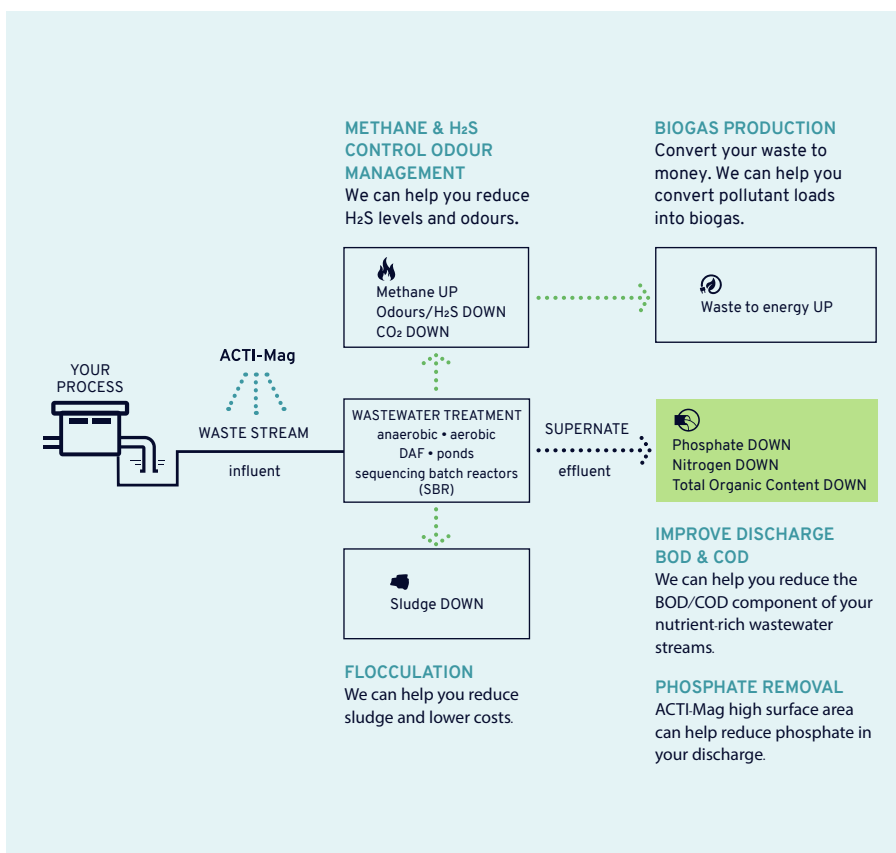 METHANE & H₂S
CONTROL ODOUR
MANAGEMENT
We can help you reduce
H₂S levels and odours.
BIOGAS PRODUCTION
Convert your waste to
money. We can help you
convert pollutant loads
into biogas.
Methane UP
Odours/H₂S DOWN
CO₂ DOWN
Waste to energy UP
YOUR
PROCESS
ACTI-Mag
WASTE STREAM
influent
WASTEWATER TREATMENT
anaerobic • aerobic
DAF • ponds
sequencing batch reactors
(SBR)
SUPERNATE
effluent
Phosphate DOWN
Nitrogen DOWN
Total Organic Content DOWN
Sludge DOWN
FLOCCULATION
We can help you reduce
sludge and lower costs.
IMPROVE DISCHARGE
BOD & COD
We can help you reduce the
BOD/COD component of your
nutrient-rich wastewater
streams.
PHOSPHATE REMOVAL
ACTI-Mag high surface area
can help reduce phosphate in
your discharge.